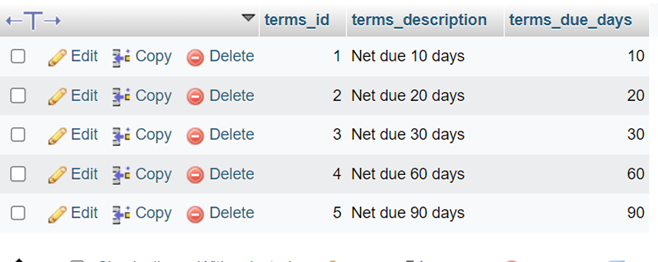 terms_id terms_description terms_due_days
Edit Copy Delete 1 Net due 10 days 10
Edit Copy Delete 2 Net due 20 days 20
Edit Copy Delete 3 Net due 30 days 30
Edit Copy Delete 4 Net due 60 days 60
Edit Copy Delete 5 Net due 90 days 90